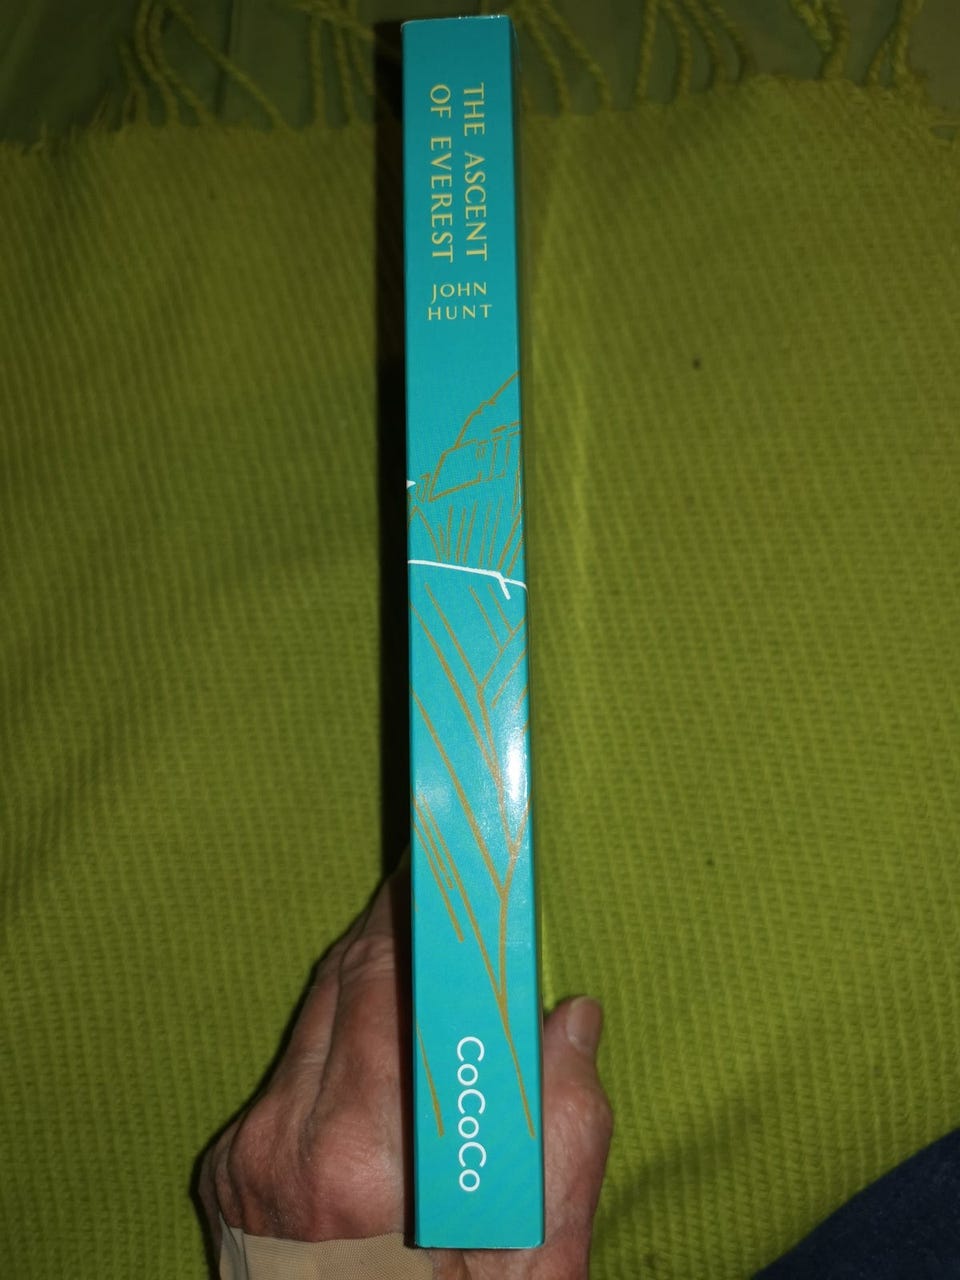 THE ASCENT
OF EVEREST
JOHN
HUNT
CoCoCo